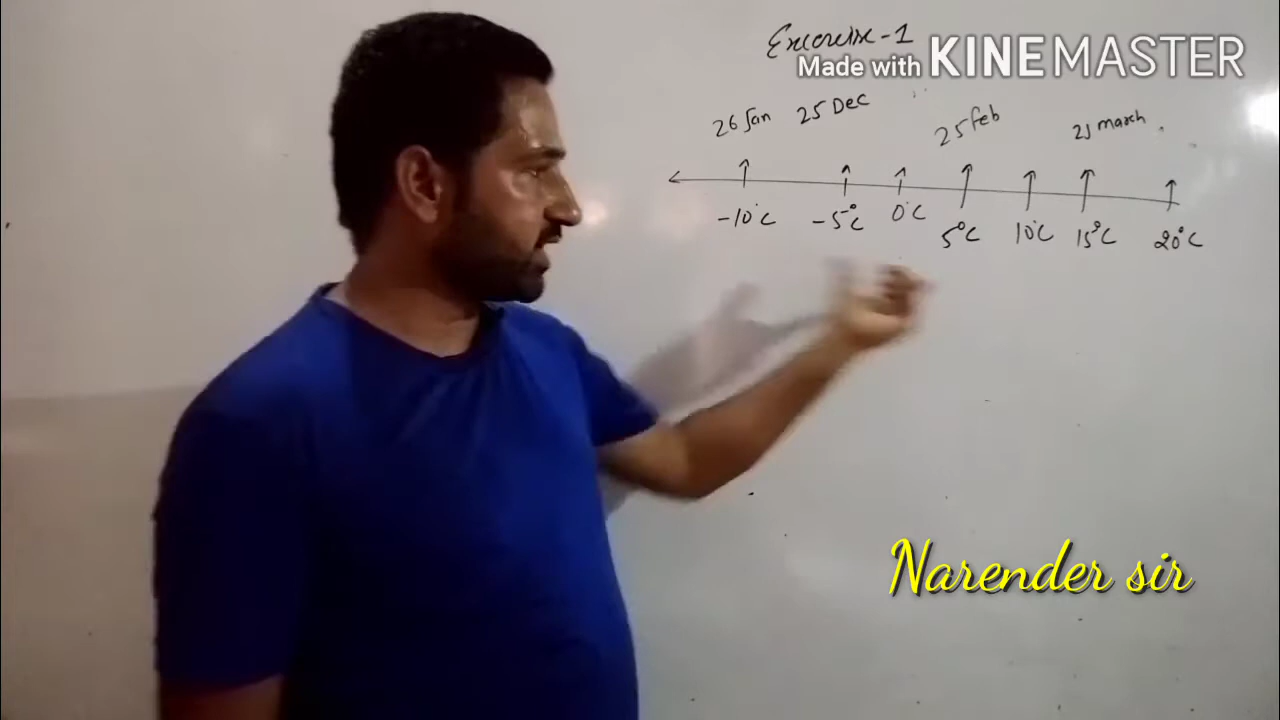 Exercise-1
Made with KINEMASTER
26 Jan 25 Dec 25 feb 21 march
-10°C -5°C 0°C 5°C 10°C 15°C 20°C
Narender sir